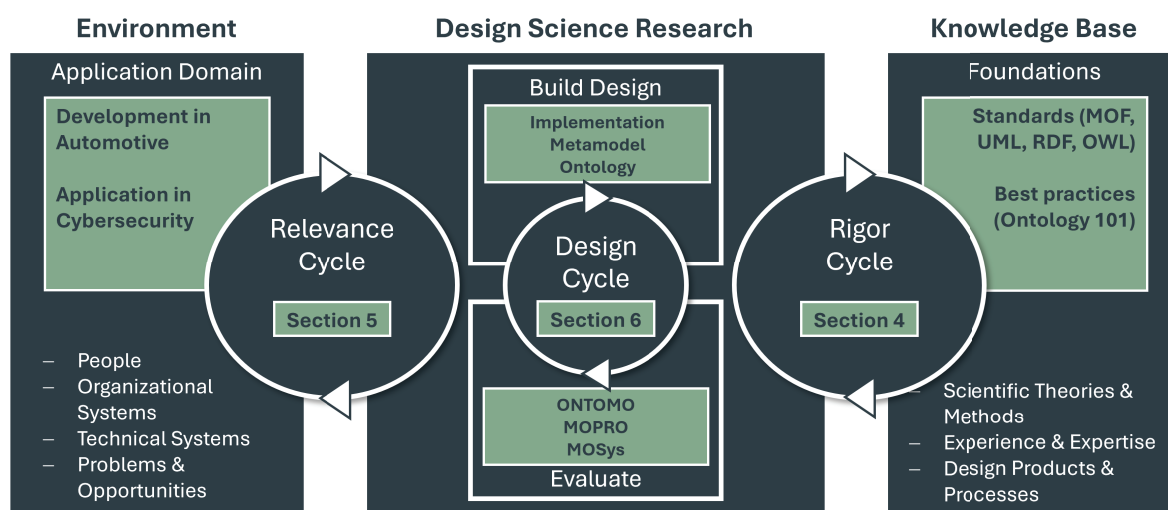 Environment
Application Domain
Development in
Automotive
Application in
Cybersecurity
Relevance
Cycle
Section 5
– People
– Organizational
Systems
– Technical Systems
– Problems &
Opportunities
Design Science Research
Build Design
Implementation
Metamodel
Ontology
Design
Cycle
Section 6
ONTOMO
MOPRO
MOSys
Evaluate
Knowledge Base
Foundations
Standards (MOF,
UML, RDF, OWL)
Best practices
(Ontology 101)
Rigor
Cycle
Section 4
– Scientific Theories &
Methods
– Experience & Expertise
– Design Products &
Processes